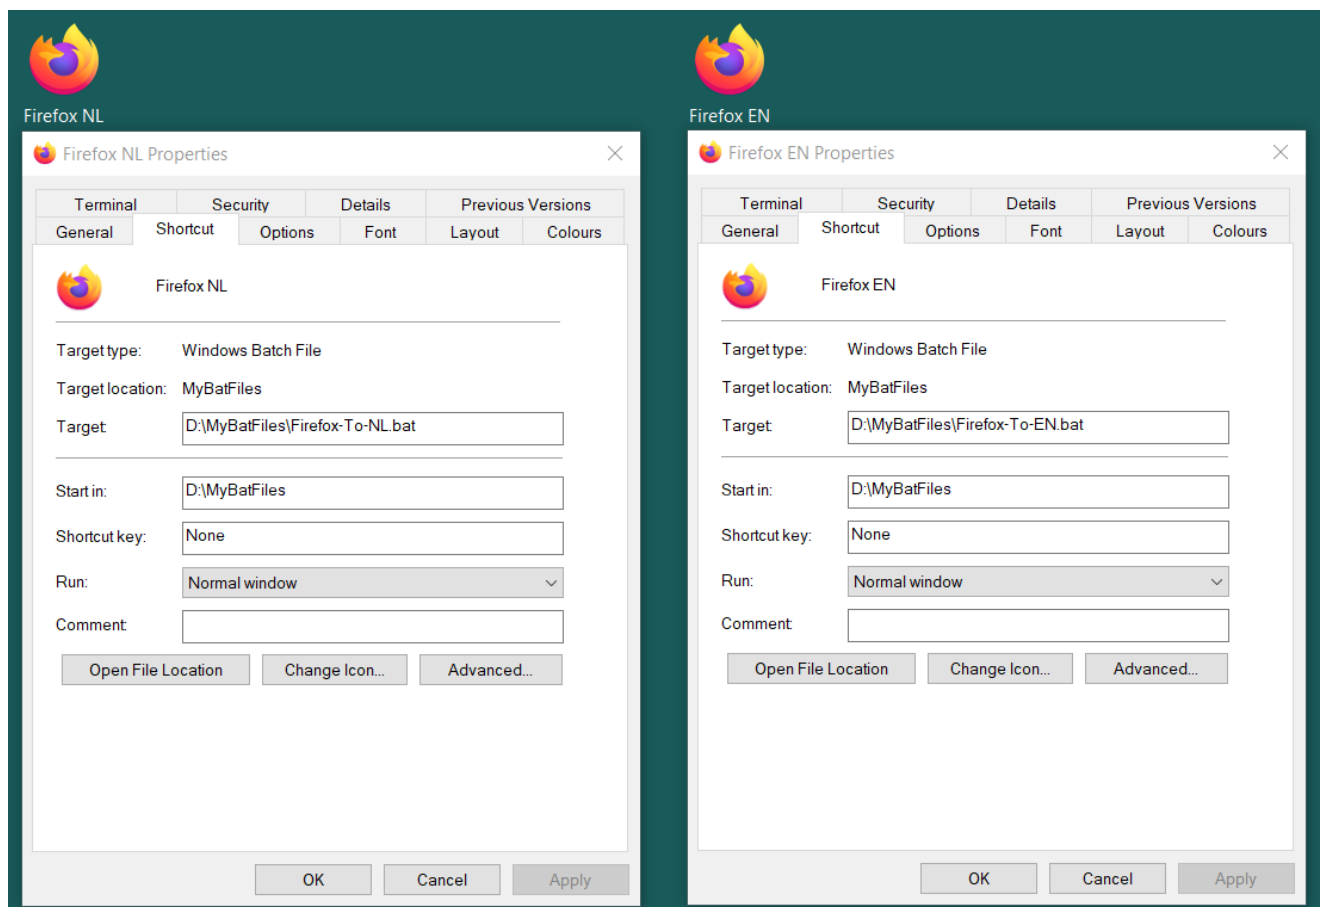 Firefox NL
Firefox NL Properties
Terminal Security Details Previous Versions
General Shortcut Options Font Layout Colours
Firefox NL
Target type: Windows Batch File
Target location: MyBatFiles
Target: D:\MyBatFiles\Firefox-To-NL.bat
Start in: D:\MyBatFiles
Shortcut key: None
Run: Normal window
Comment:
Open File Location Change Icon... Advanced...
OK Cancel Apply
Firefox EN
Firefox EN Properties
Terminal Security Details Previous Versions
General Shortcut Options Font Layout Colours
Firefox EN
Target type: Windows Batch File
Target location: MyBatFiles
Target: D:\MyBatFiles\Firefox-To-EN.bat
Start in: D:\MyBatFiles
Shortcut key: None
Run: Normal window
Comment:
Open File Location Change Icon... Advanced...
OK Cancel Apply